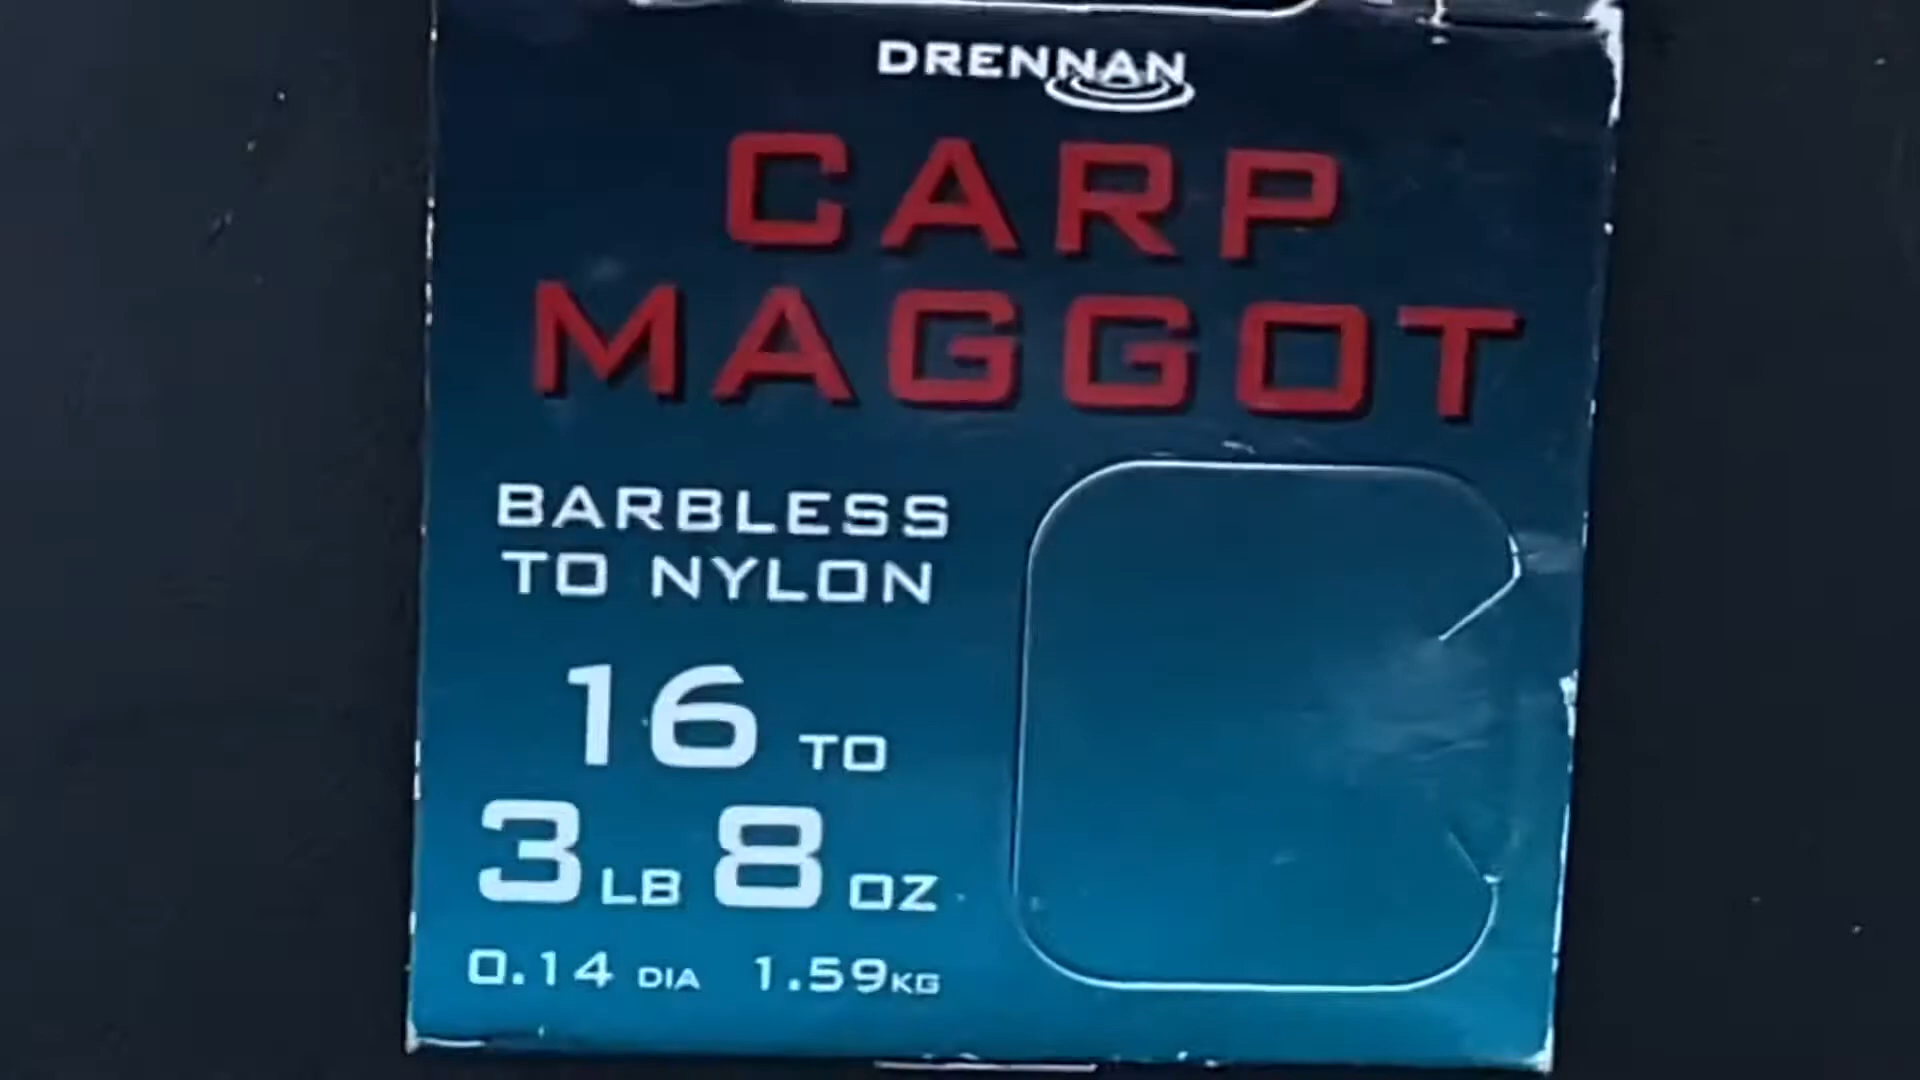 DRENNAN
CARP
MAGGOT
BARBLESS
TO NYLON
16 TO
3 LB 8 OZ
0.14 DIA 1.59KG